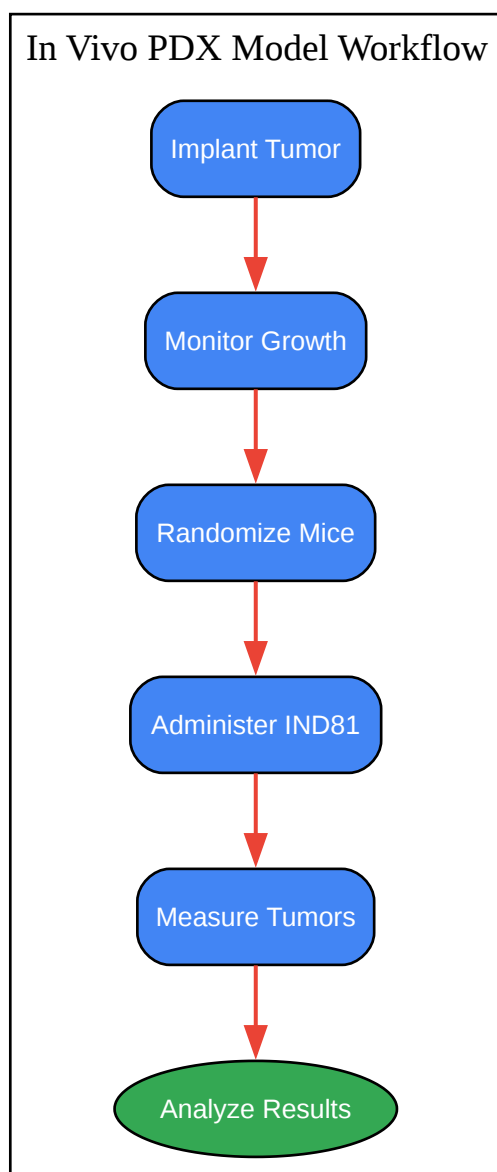 In Vivo PDX Model Workflow
Implant Tumor
Monitor Growth
Randomize Mice
Administer IND81
Measure Tumors
Analyze Results